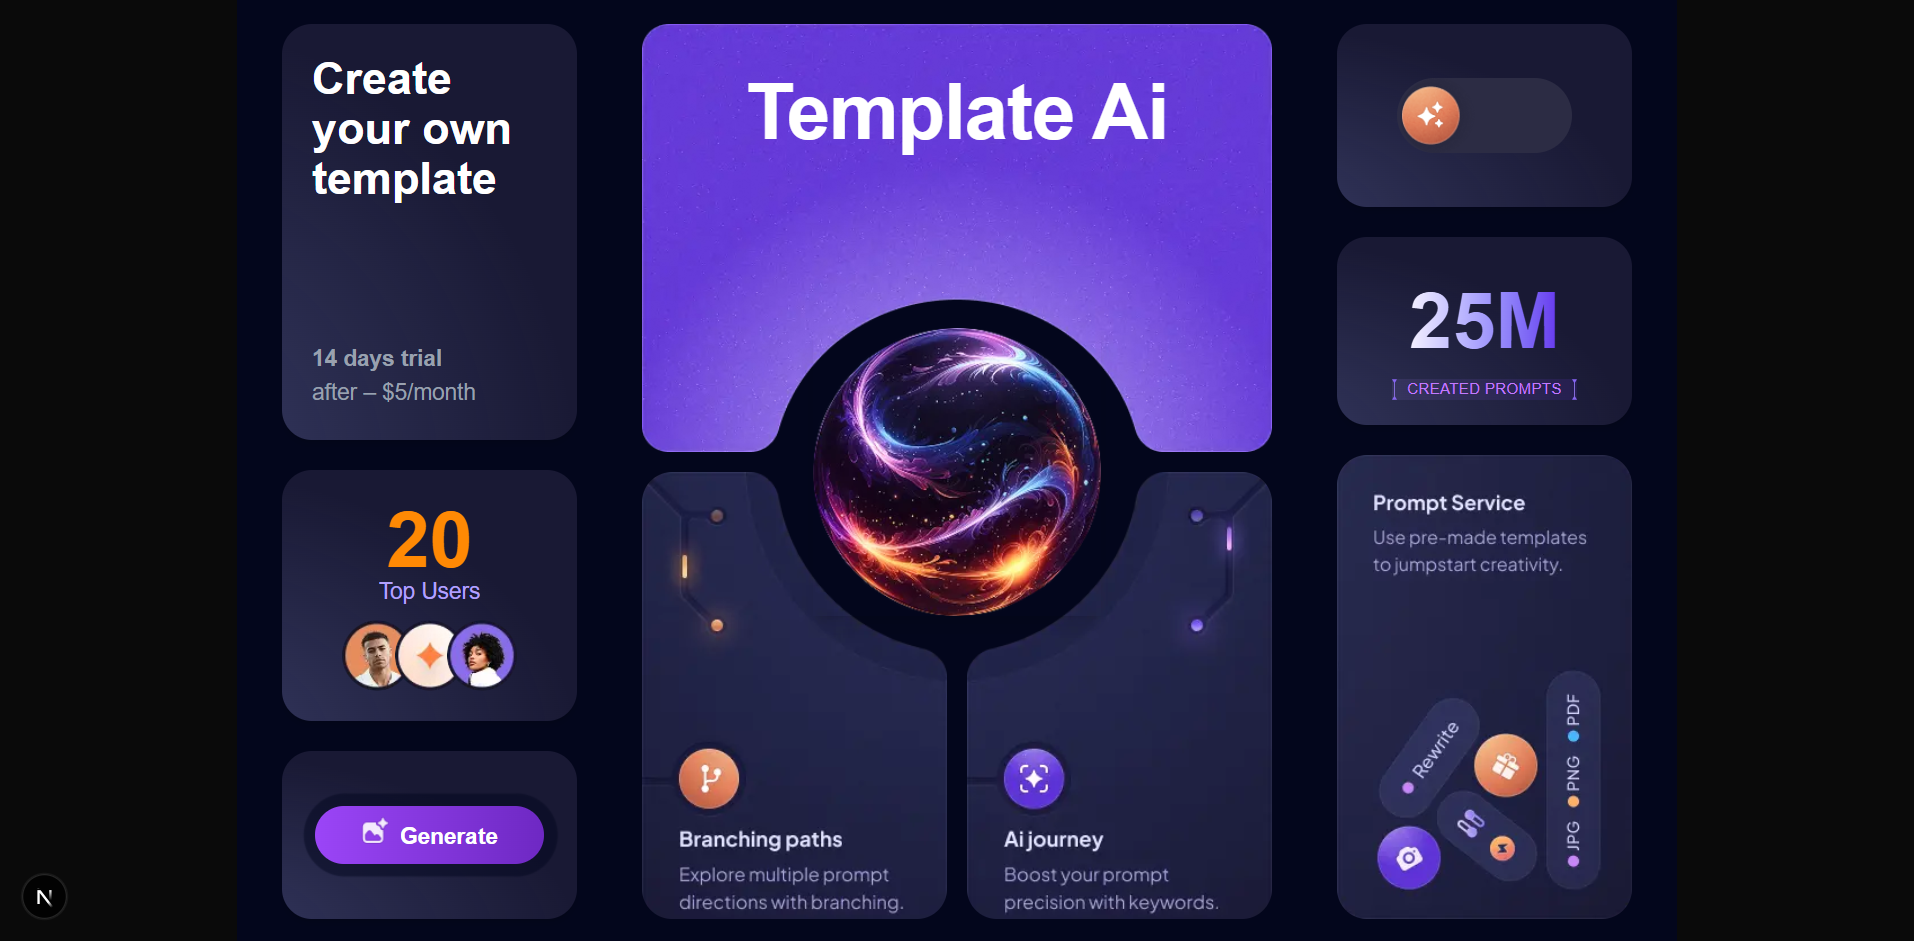 Create
your own
template
14 days trial
after – $5/month
20
Top Users
Generate
Template Ai
Branching paths
Explore multiple prompt
directions with branching.
Ai journey
Boost your prompt
precision with keywords.
25M
CREATED PROMPTS
Prompt Service
Use pre-made templates
to jumpstart creativity.
Rewrite
JPG PNG PDF
N